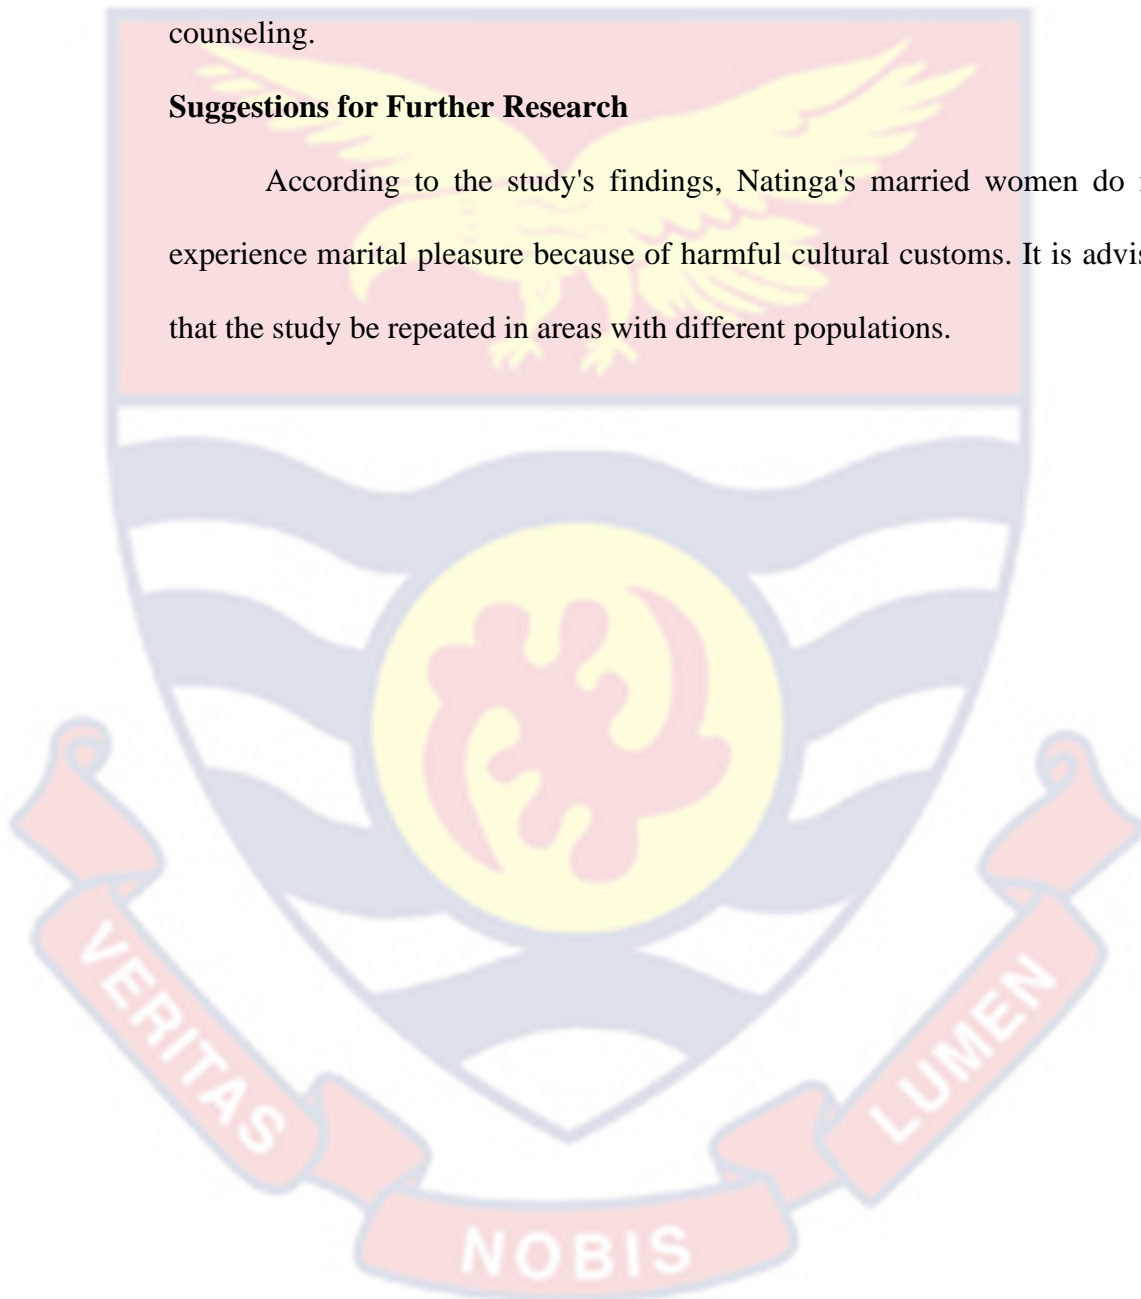 counseling.
Suggestions for Further Research
According to the study's findings, Natinga's married women do
experience marital pleasure because of harmful cultural customs. It is advis
that the study be repeated in areas with different populations.
VERITAS
NOBIS
LUMEN